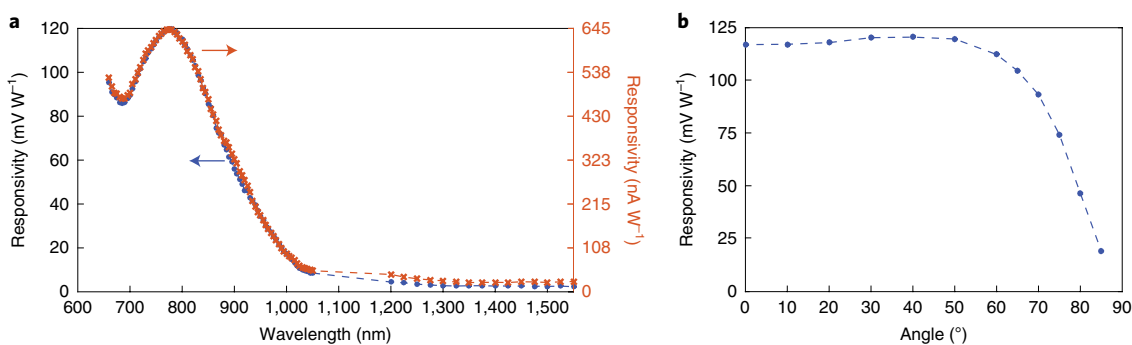 a
120
100
80
60
40
20
0
Responsivity (mV W⁻¹)
600 700 800 900 1,000 1,100 1,200 1,300 1,400 1,500
Wavelength (nm)
645
538
430
323
215
108
0
Responsivity (nA W⁻¹)
b
125
100
75
50
25
0
Responsivity (mV W⁻¹)
0 10 20 30 40 50 60 70 80 90
Angle (°)